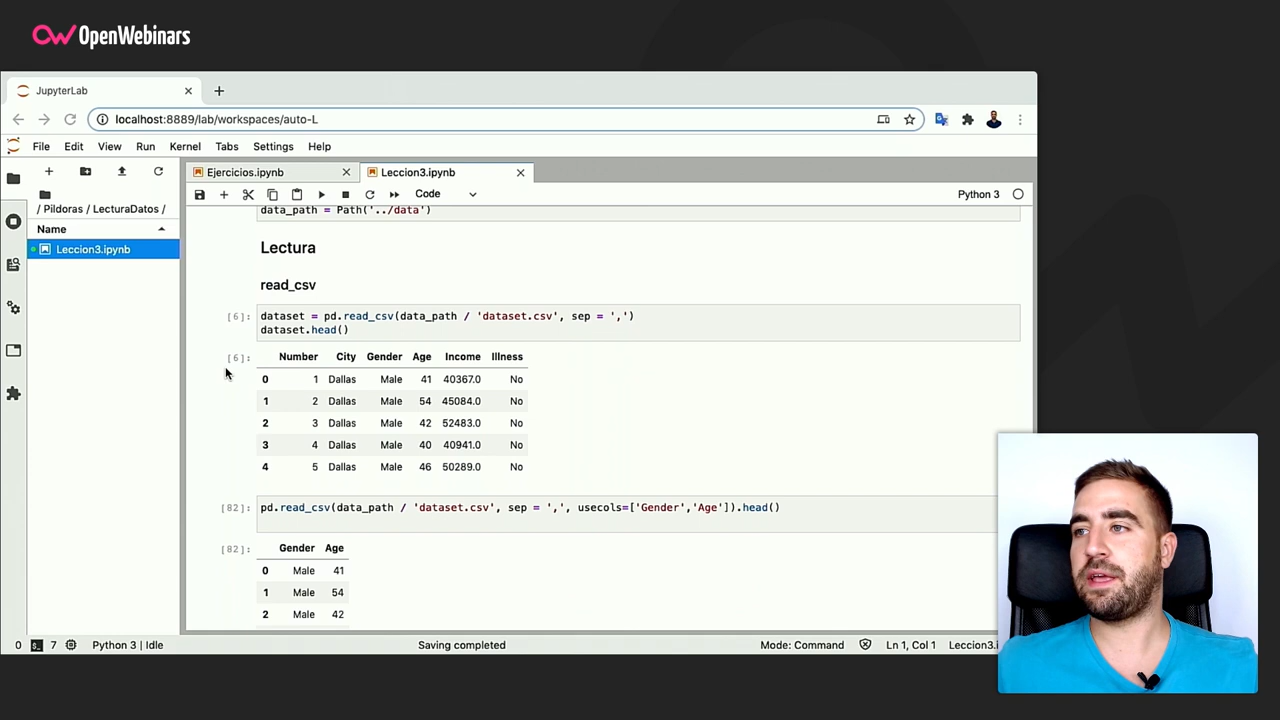 OpenWebinars
JupyterLab
localhost:8889/lab/workspaces/auto-L
File Edit View Run Kernel Tabs Settings Help
Ejercicios.ipynb
Leccion3.ipynb
Code
Python 3
/ Pildoras / LecturaDatos /
Name
Leccion3.ipynb
data_path = Path('../data')
Lectura
read_csv
[6]: dataset = pd.read_csv(data_path / 'dataset.csv', sep = ',')
dataset.head()
[6]: Number City Gender Age Income Illness
0 1 Dallas Male 41 40367.0 No
1 2 Dallas Male 54 45084.0 No
2 3 Dallas Male 42 52483.0 No
3 4 Dallas Male 40 40941.0 No
4 5 Dallas Male 46 50289.0 No
[82]: pd.read_csv(data_path / 'dataset.csv', sep = ',', usecols=['Gender','Age']).head()
[82]: Gender Age
0 Male 41
1 Male 54
2 Male 42
0 7 Python 3 | Idle Saving completed Mode: Command Ln 1, Col 1 Leccion3.i